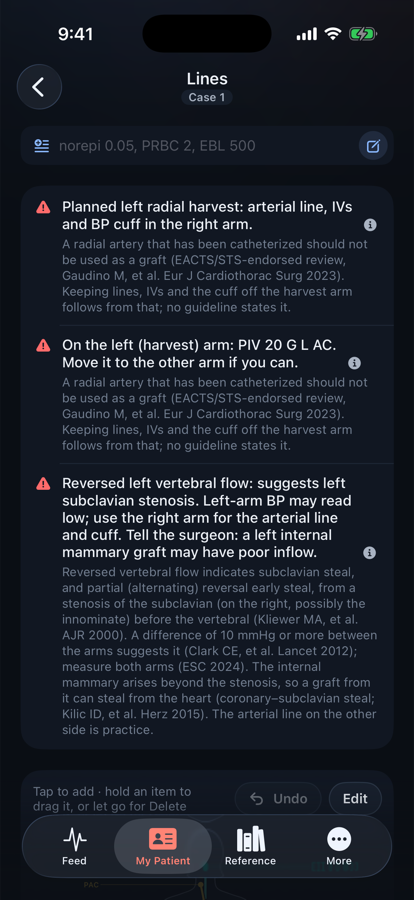 9:41
Lines
Case 1
norepi 0.05, PRBC 2, EBL 500
Planned left radial harvest: arterial line, IVs
and BP cuff in the right arm.
A radial artery that has been catheterized should not
be used as a graft (EACTS/STS-endorsed review,
Gaudino M, et al. Eur J Cardiothorac Surg 2023).
Keeping lines, IVs and the cuff off the harvest arm
follows from that; no guideline states it.
On the left (harvest) arm: PIV 20 G L AC.
Move it to the other arm if you can.
A radial artery that has been catheterized should not
be used as a graft (EACTS/STS-endorsed review,
Gaudino M, et al. Eur J Cardiothorac Surg 2023).
Keeping lines, IVs and the cuff off the harvest arm
follows from that; no guideline states it.
Reversed left vertebral flow: suggests left
subclavian stenosis. Left-arm BP may read
low; use the right arm for the arterial line
and cuff. Tell the surgeon: a left internal
mammary graft may have poor inflow.
Reversed vertebral flow indicates subclavian steal,
and partial (alternating) reversal early steal, from a
stenosis of the subclavian (on the right, possibly the
innominate) before the vertebral (Kliewer MA, et al.
AJR 2000). A difference of 10 mmHg or more between
the arms suggests it (Clark CE, et al. Lancet 2012);
measure both arms (ESC 2024). The internal
mammary arises beyond the stenosis, so a graft from
it can steal from the heart (coronary–subclavian steal;
Kilic ID, et al. Herz 2015). The arterial line on the other
side is practice.
Tap to add · hold an item to
drag it, or let go for Delete
Undo
Edit
Feed
My Patient
Reference
More
PAC